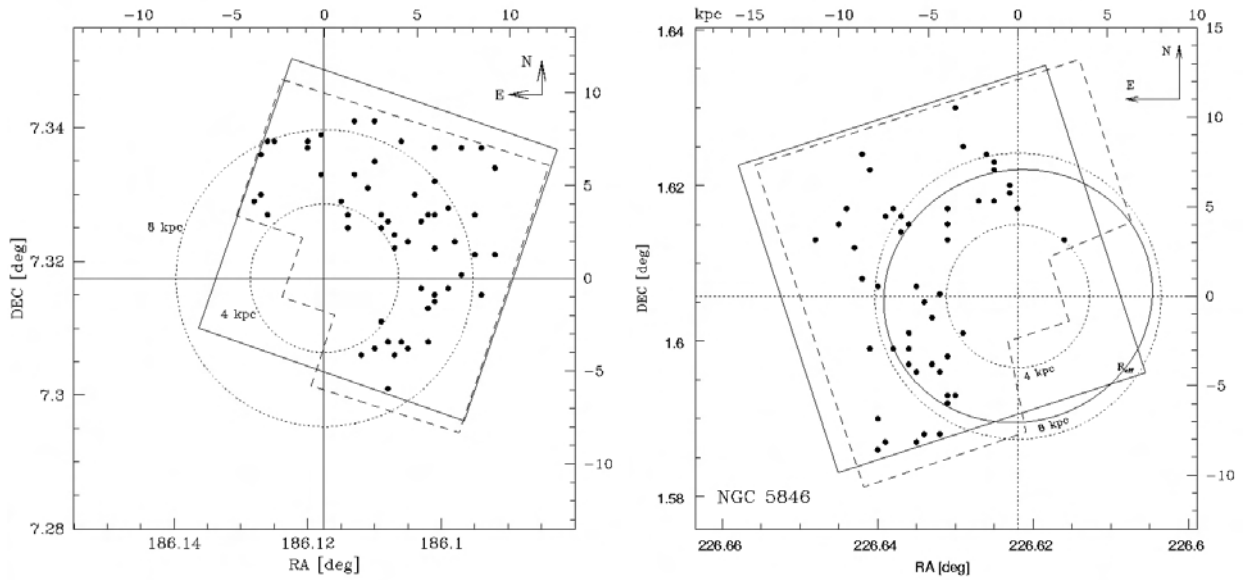 −10 −5 0 5 10
7.34
7.32
7.3
7.28
DEC [deg]
10
5
0
−5
−10
N
E
8 kpc
4 kpc
186.14 186.12 186.1
RA [deg]
kpc −15 −10 −5 0 5 10
1.64
1.62
1.6
1.58
DEC [deg]
15
10
5
0
−5
−10
N
E
4 kpc
Reff
8 kpc
NGC 5846
226.66 226.64 226.62 226.6
RA [deg]